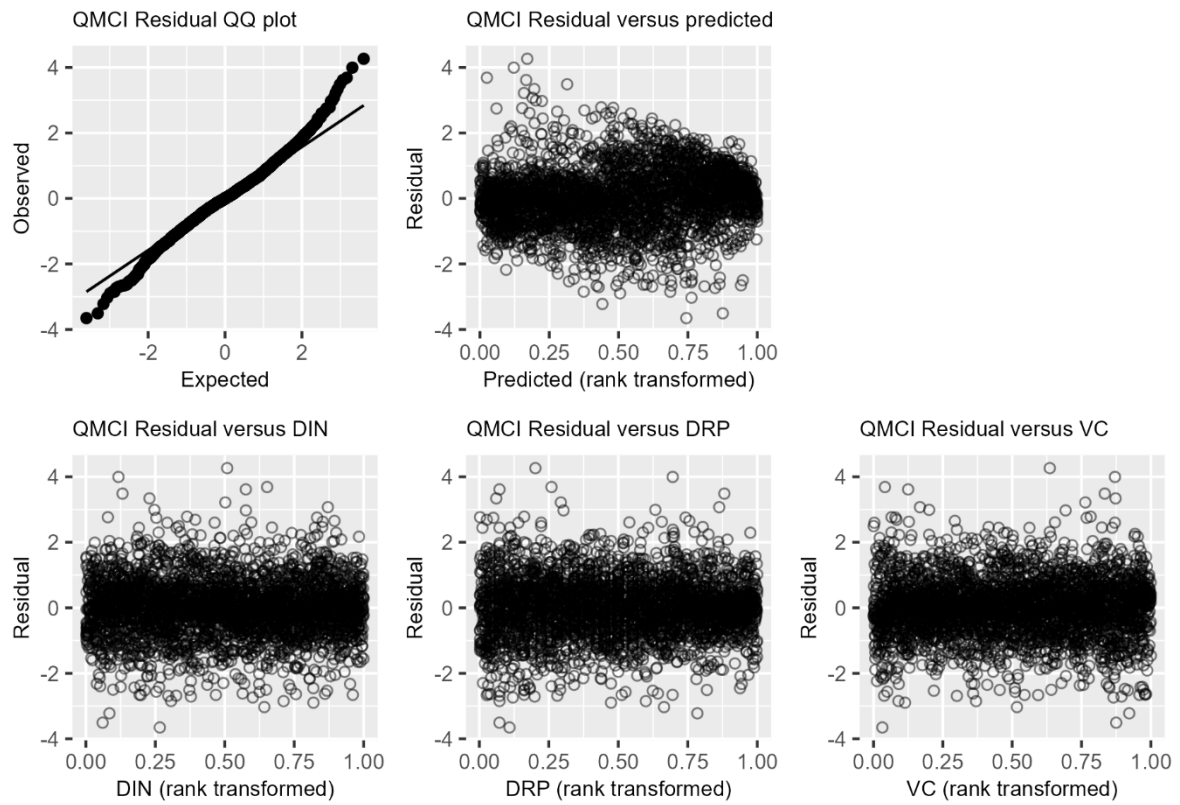 QMCI Residual QQ plot
4
2
0
-2
-4
Observed
-2 0 2
Expected
QMCI Residual versus predicted
4
2
0
-2
-4
Residual
0.00 0.25 0.50 0.75 1.00
Predicted (rank transformed)
QMCI Residual versus DIN
4
2
0
-2
-4
Residual
0.00 0.25 0.50 0.75 1.00
DIN (rank transformed)
QMCI Residual versus DRP
4
2
0
-2
-4
Residual
0.00 0.25 0.50 0.75 1.00
DRP (rank transformed)
QMCI Residual versus VC
4
2
0
-2
-4
Residual
0.00 0.25 0.50 0.75 1.00
VC (rank transformed)